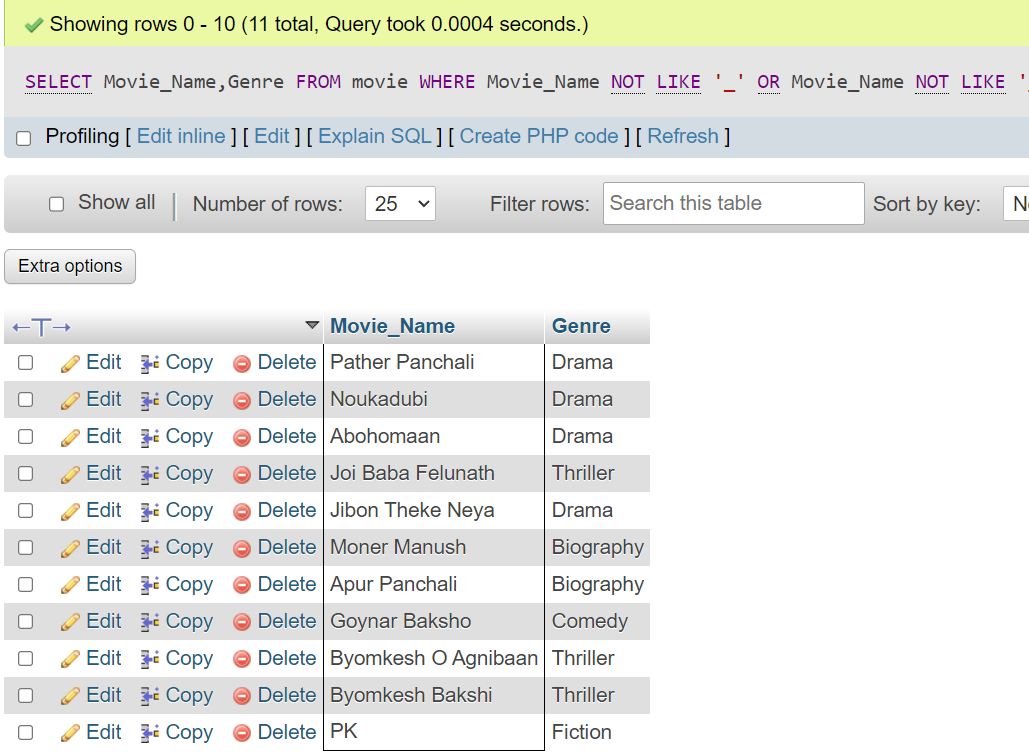 Showing rows 0 - 10 (11 total, Query took 0.0004 seconds.)
SELECT Movie_Name,Genre FROM movie WHERE Movie_Name NOT LIKE '_' OR Movie_Name NOT LIKE '
Profiling [ Edit inline ] [ Edit ] [ Explain SQL ] [ Create PHP code ] [ Refresh ]
Show all Number of rows: 25 Filter rows: Search this table Sort by key:
Extra options
←T→ Movie_Name Genre
Edit Copy Delete Pather Panchali Drama
Edit Copy Delete Noukadubi Drama
Edit Copy Delete Abohomaan Drama
Edit Copy Delete Joi Baba Felunath Thriller
Edit Copy Delete Jibon Theke Neya Drama
Edit Copy Delete Moner Manush Biography
Edit Copy Delete Apur Panchali Biography
Edit Copy Delete Goynar Baksho Comedy
Edit Copy Delete Byomkesh O Agnibaan Thriller
Edit Copy Delete Byomkesh Bakshi Thriller
Edit Copy Delete PK Fiction